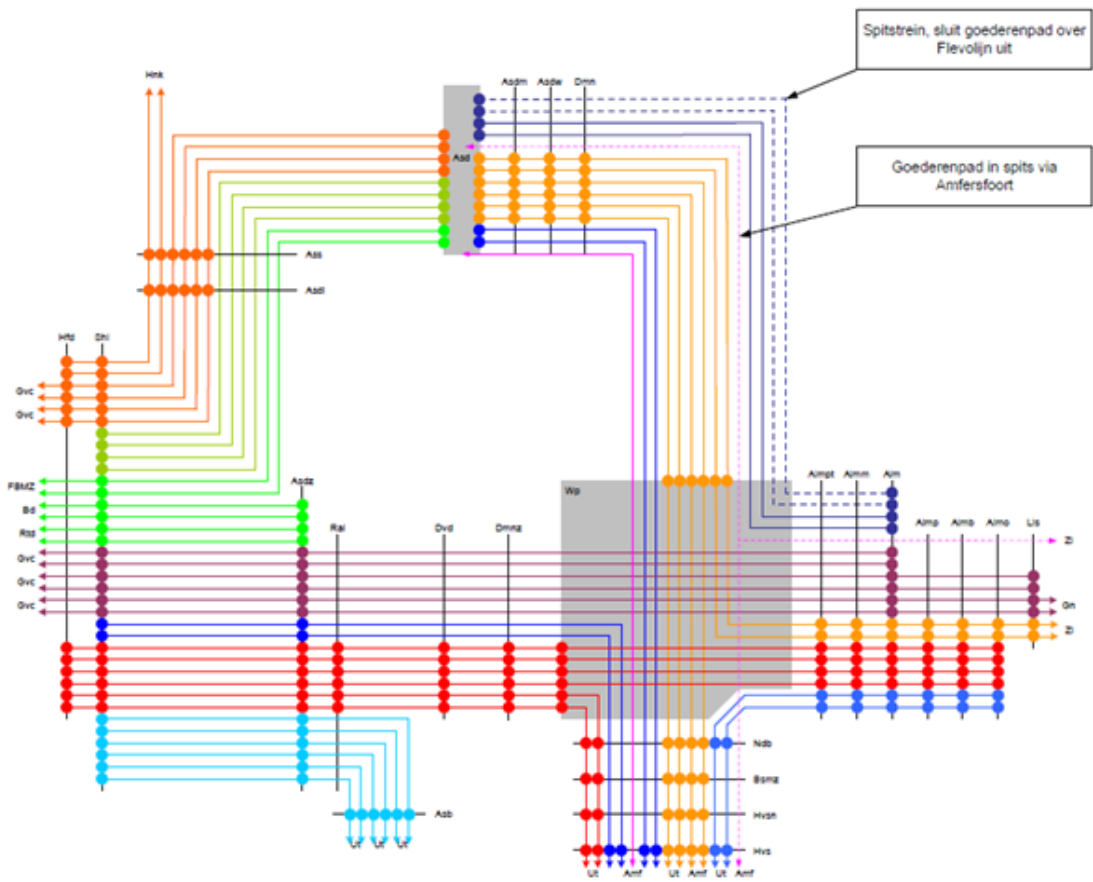 Spitstrein, sluit goederenpad over
Flevolijn uit
Hnk
Asdm
Asdw
Dmn
Asd
Goederenpad in spits via
Amfersfoort
Ass
Asdl
Hfd
Shl
Gvc
Gvc
FBMZ
Bd
Rtd
Gvc
Gvc
Gvc
Asdz
Rai
Dvd
Dmnz
Wp
Almpt
Almm
Alm
Almp
Almb
Almo
Lls
Zl
Gn
Zl
Ndb
Bsmz
Hvsn
Hvs
Asb
Ut
Ut
Ut
Ut
Amf
Ut
Amf
Ut
Amf